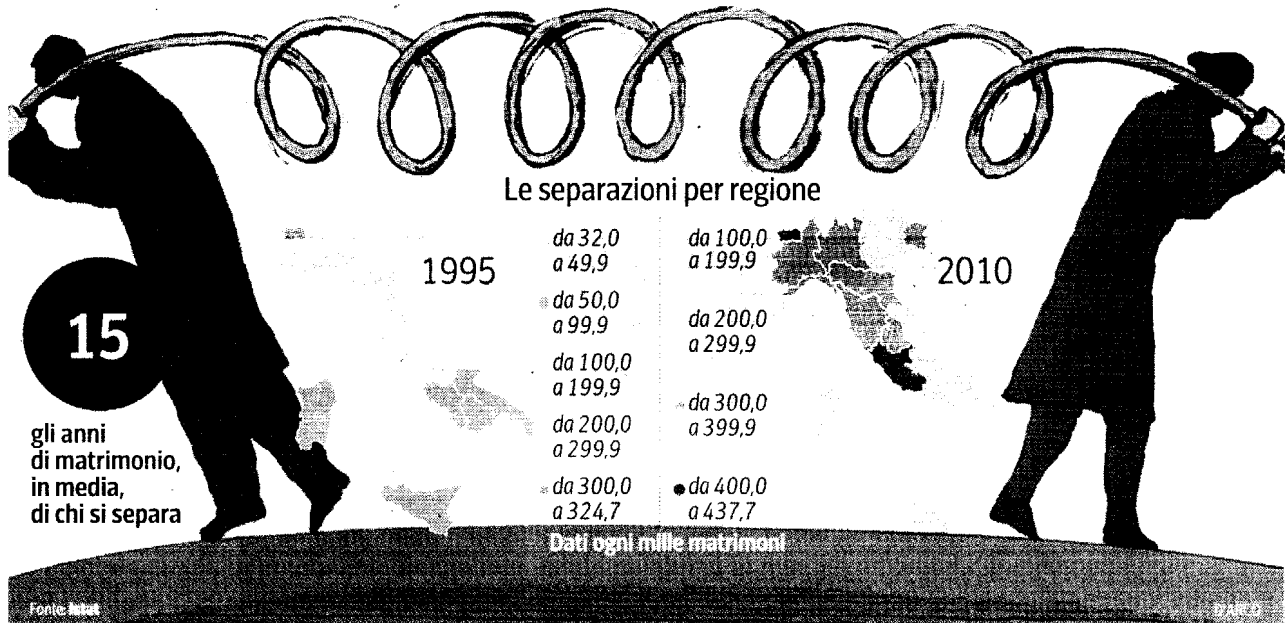 Le separazioni per regione
1995
da 32,0
a 49,9
da 50,0
a 99,9
da 100,0
a 199,9
da 200,0
a 299,9
da 300,0
a 324,7
da 100,0
a 199,9
da 200,0
a 299,9
da 300,0
a 399,9
da 400,0
a 437,7
2010
15
gli anni
di matrimonio,
in media,
di chi si separa
Dati ogni mille matrimoni
Fonte: Istat
D'ARCO